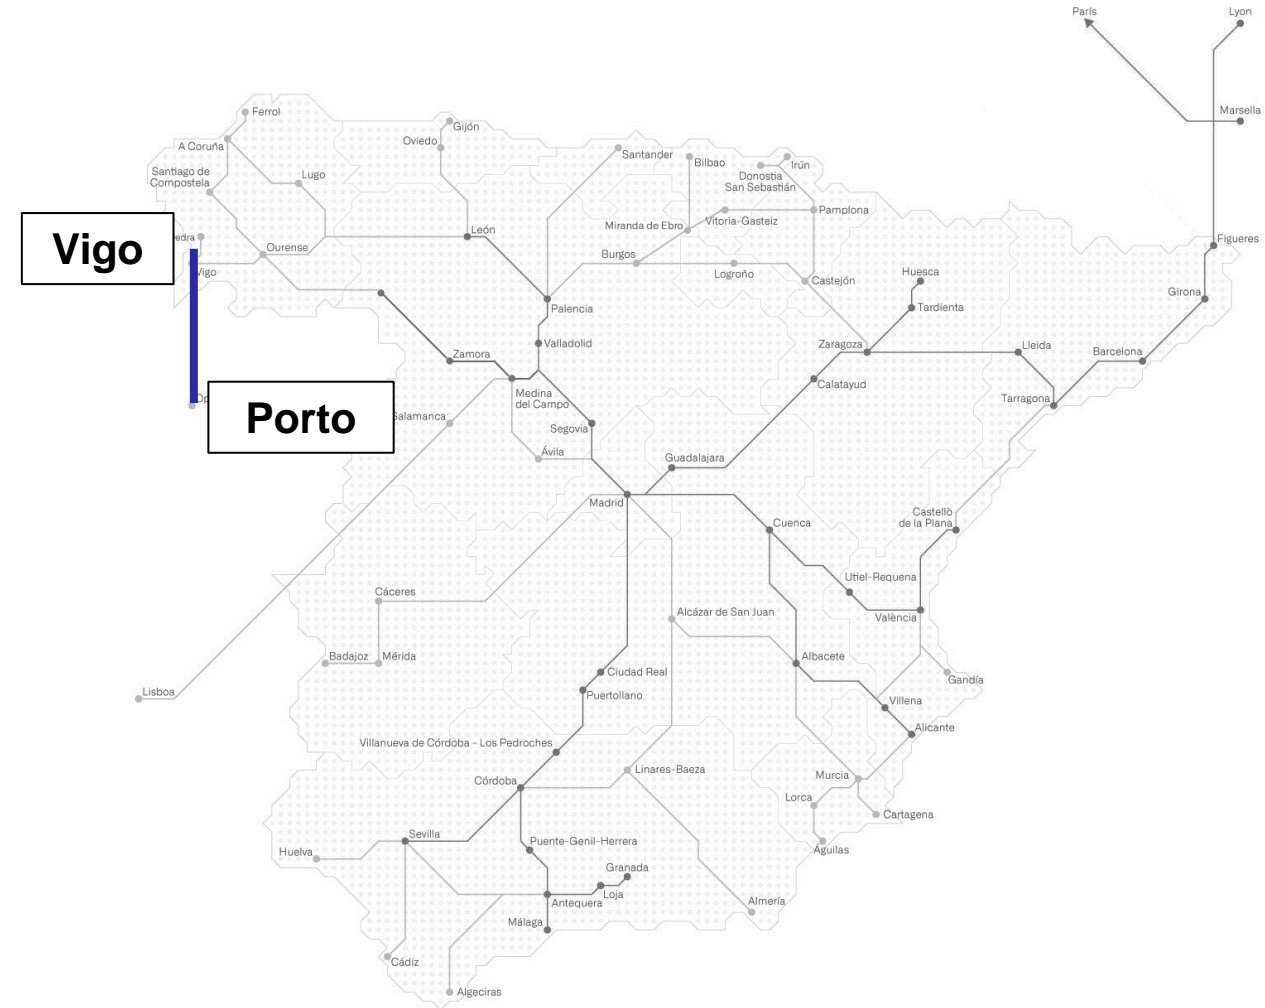 París
Lyon
Marsella
Ferrol
Gijón
A Coruña
Oviedo
Santander
Bilbao
Irún
Donostia
San Sebastián
Santiago de
Compostela
Lugo
Pamplona
Vitoria-Gasteiz
Miranda de Ebro
León
Vigo
edra
Ourense
Figueres
Burgos
Logroño
Castejón
Huesca
Vigo
Girona
Palencia
Tardienta
Valladolid
Zaragoza
Lleida
Barcelona
Zamora
Calatayud
Medina
del Campo
Tarragona
Op
Porto
Salamanca
Segovia
Ávila
Guadalajara
Madrid
Castelló
de la Plana
Cuenca
Utiel-Requena
Cáceres
Alcázar de San Juan
València
Badajoz
Mérida
Albacete
Ciudad Real
Gandía
Lisboa
Puertollano
Villena
Alicante
Villanueva de Córdoba - Los Pedroches
Linares-Baeza
Murcia
Córdoba
Lorca
Cartagena
Sevilla
Puente-Genil-Herrera
Águilas
Huelva
Granada
Loja
Antequera
Almería
Málaga
Cádiz
Algeciras